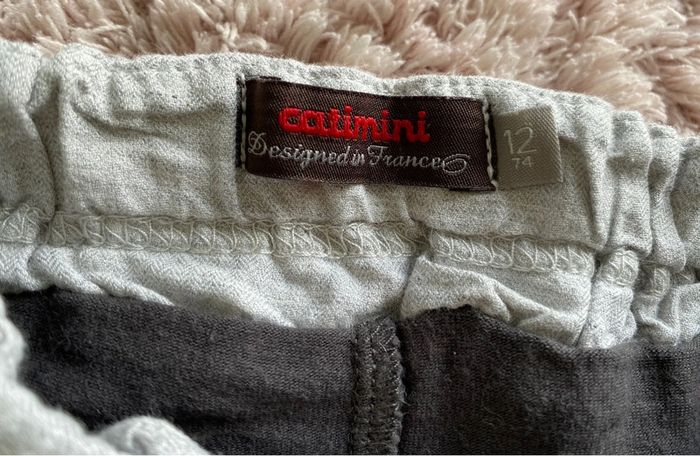 catimini
Designed in France
12
74